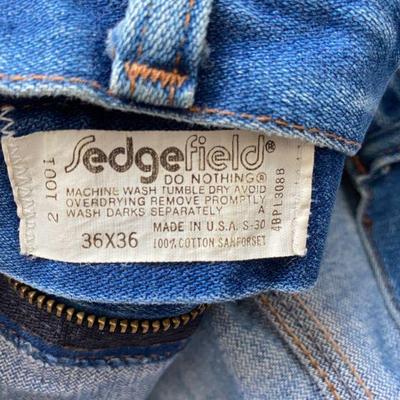 Sedgefield®
DO NOTHING®
MACHINE WASH TUMBLE DRY AVOID
OVERDRYING REMOVE PROMPTLY
WASH DARKS SEPARATELY A
MADE IN U.S.A. S-30
36X36 100% COTTON SANFORSET
2 1001
4BP1308B